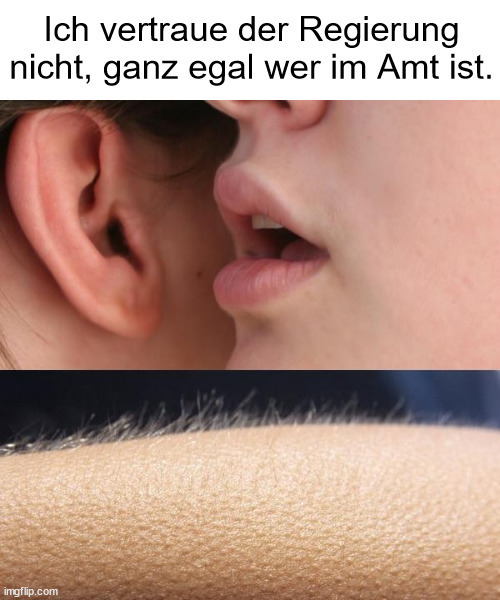 Ich vertraue der Regierung
nicht, ganz egal wer im Amt ist.
imgflip.com